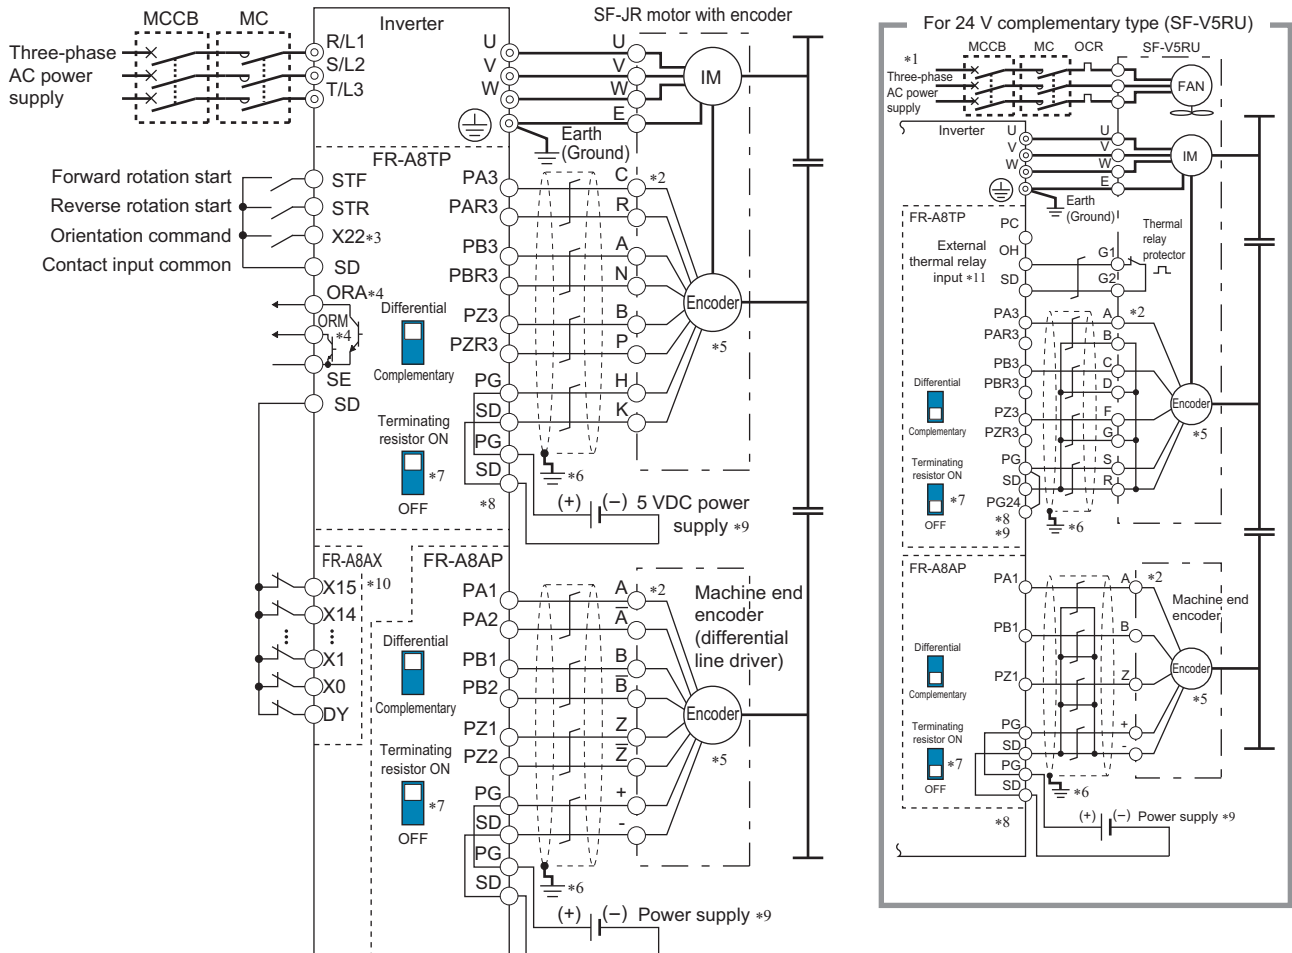 MCCB
MC
Three-phase
AC power
supply
R/L1
S/L2
T/L3
Inverter
U
V
W
SF-JR motor with encoder
U
V
W
E
IM
Earth
(Ground)
Forward rotation start
Reverse rotation start
Orientation command
Contact input common
STF
STR
X22*3
SD
ORA*4
ORM
*4
SE
SD
FR-A8TP
Differential
Complementary
Terminating
resistor ON
*7
OFF
PA3
PAR3
PB3
PBR3
PZ3
PZR3
PG
SD
PG
SD
*8
C
*2
R
A
N
B
P
H
K
Encoder
*5
*6
(+)
(−)
5 VDC power
supply *9
FR-A8AX
X15
*10
X14
X1
X0
DY
FR-A8AP
Differential
Complementary
Terminating
resistor ON
*7
OFF
PA1
PA2
PB1
PB2
PZ1
PZ2
PG
SD
PG
SD
A
*2
A
B
B
Z
Z
+
-
Machine end
encoder
(differential
line driver)
Encoder
*5
*6
(+)
(−)
Power supply *9
For 24 V complementary type (SF-V5RU)
*1
Three-phase
AC power
supply
MCCB
MC
OCR
SF-V5RU
FAN
Inverter
U
V
W
U
V
W
E
IM
Earth
(Ground)
FR-A8TP
PC
External
thermal relay
input *11
OH
SD
G1
G2
Thermal
relay
protector
PA3
PAR3
PB3
PBR3
PZ3
PZR3
PG
SD
PG24
*8
*9
A
*2
B
C
D
F
G
S
R
Differential
Complementary
Terminating
resistor ON
*7
OFF
Encoder
*5
*6
FR-A8AP
PA1
PB1
PZ1
PG
SD
PG
SD
*8
A
*2
B
Z
+
-
Machine end
encoder
Differential
Complementary
Terminating
resistor ON
*7
OFF
Encoder
*5
*6
(+)
(−)
Power supply *9